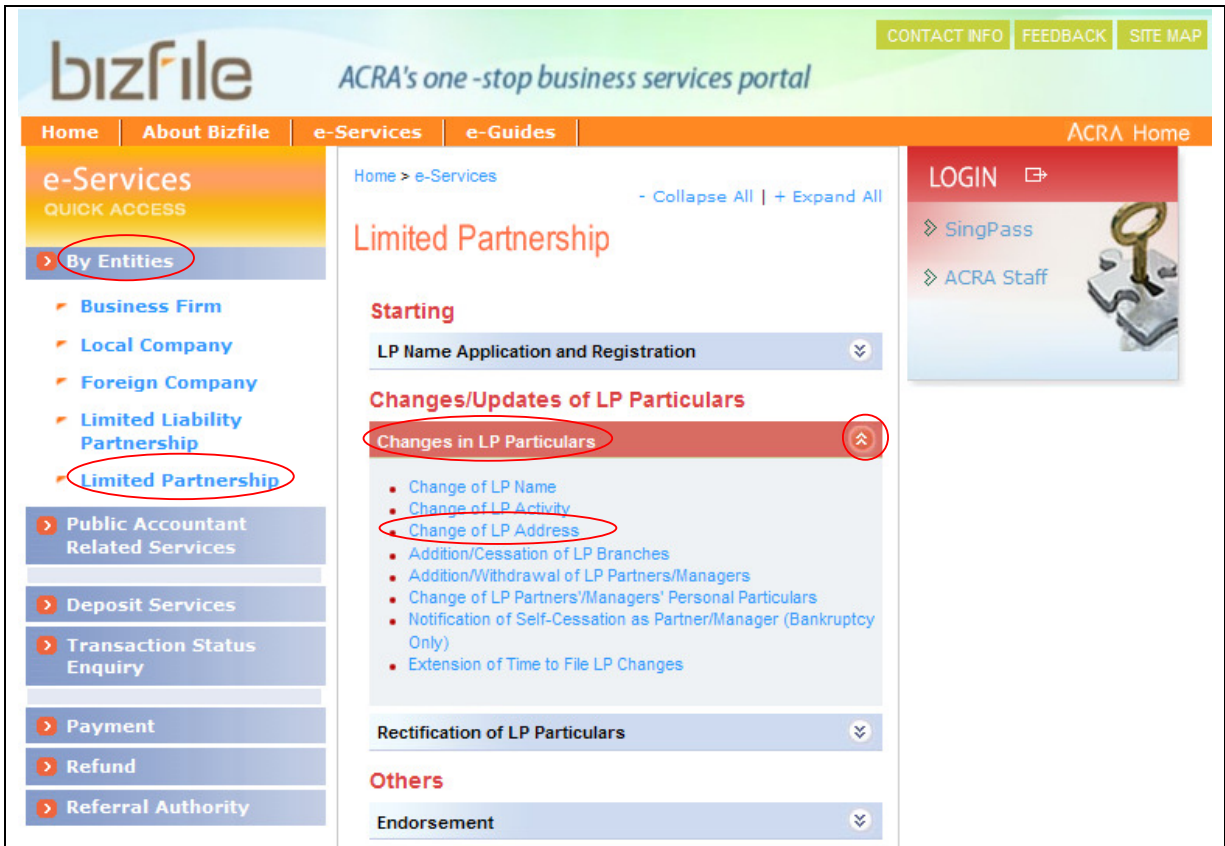 CONTACT INFO FEEDBACK SITE MAP
bizfile
ACRA's one -stop business services portal
Home About Bizfile e-Services e-Guides ACRA Home
e-Services
QUICK ACCESS
By Entities
Business Firm
Local Company
Foreign Company
Limited Liability
Partnership
Limited Partnership
Public Accountant
Related Services
Deposit Services
Transaction Status
Enquiry
Payment
Refund
Referral Authority
Home > e-Services
- Collapse All | + Expand All
Limited Partnership
Starting
LP Name Application and Registration
Changes/Updates of LP Particulars
Changes in LP Particulars
Change of LP Name
Change of LP Activity
Change of LP Address
Addition/Cessation of LP Branches
Addition/Withdrawal of LP Partners/Managers
Change of LP Partners'/Managers' Personal Particulars
Notification of Self-Cessation as Partner/Manager (Bankruptcy
Only)
Extension of Time to File LP Changes
Rectification of LP Particulars
Others
Endorsement
LOGIN
SingPass
ACRA Staff